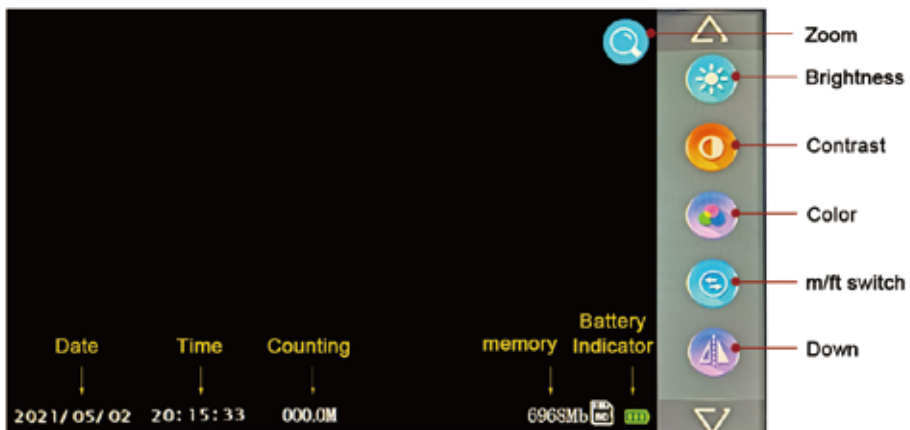 Zoom
Brightness
Contrast
Color
m/ft switch
Battery
Date Time Counting memory Indicator
Down
2021/05/02 20:15:33 000.0M 6968Mb